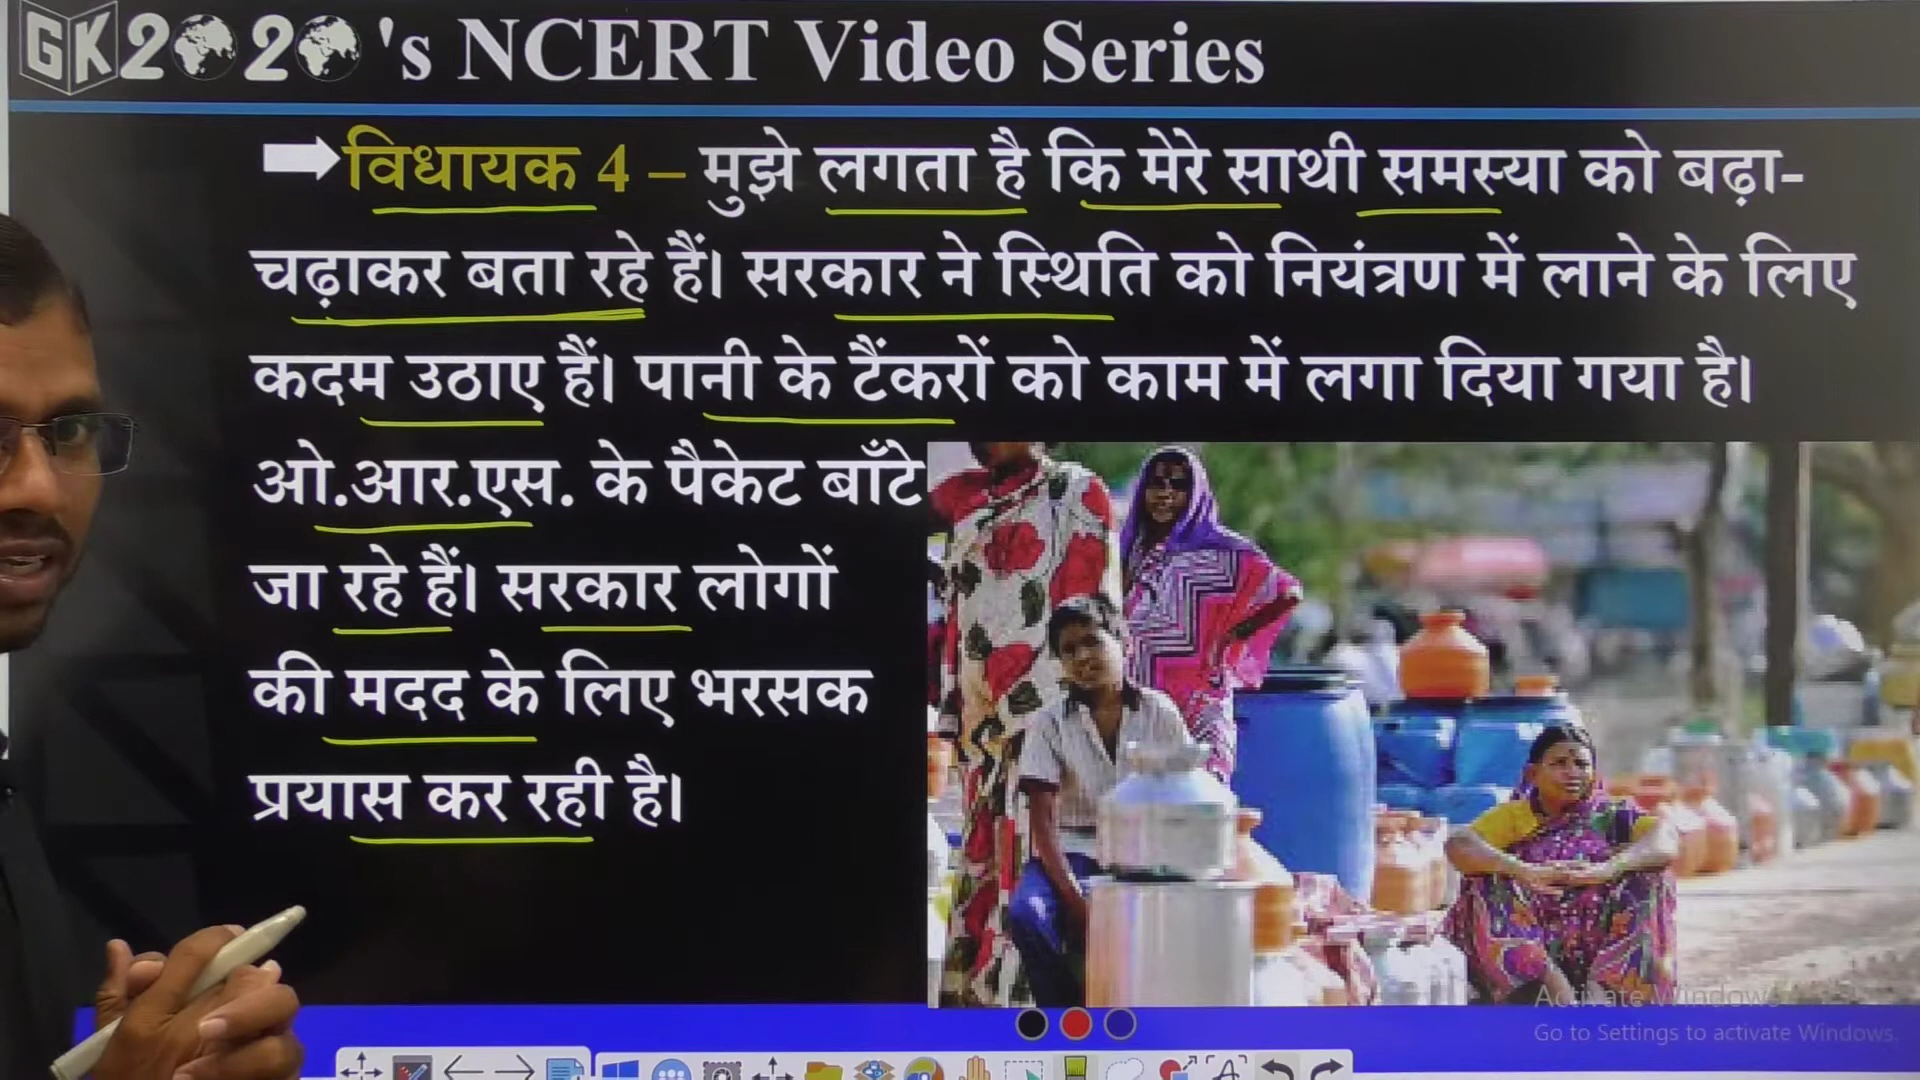 GK2020's NCERT Video Series
विधायक 4 – मुझे लगता है कि मेरे साथी समस्या को बढ़ा-
चढ़ाकर बता रहे हैं। सरकार ने स्थिति को नियंत्रण में लाने के लिए
कदम उठाए हैं। पानी के टैंकरों को काम में लगा दिया गया है।
ओ.आर.एस. के पैकेट बाँटे
जा रहे हैं। सरकार लोगों
की मदद के लिए भरसक
प्रयास कर रही है।
Activate Windows
Go to Settings to activate Windows.